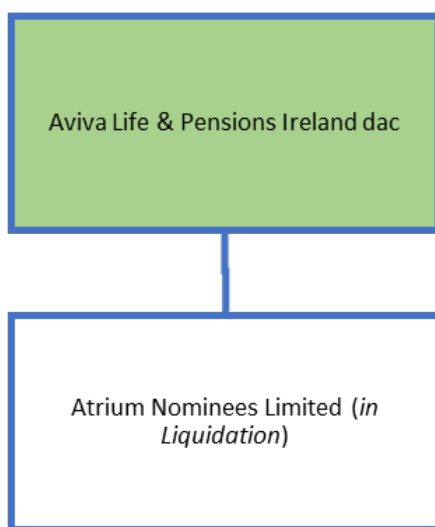 Aviva Life & Pensions Ireland dac
Atrium Nominees Limited (in
Liquidation)